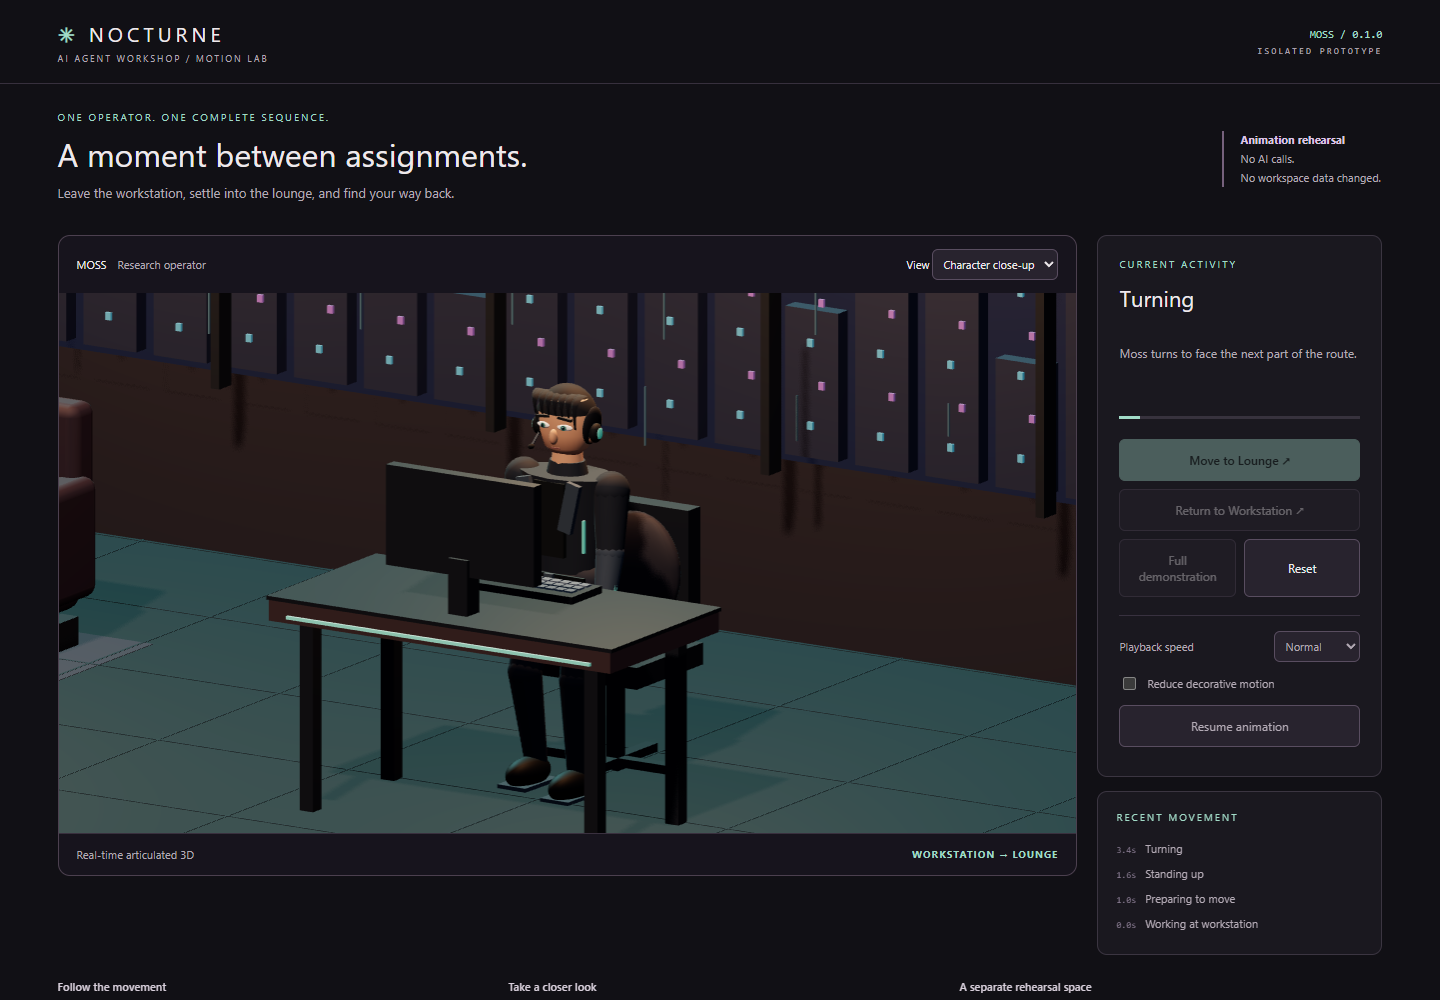 NOCTURNE
AI AGENT WORKSHOP / MOTION LAB
MOSS / 0.1.0
ISOLATED PROTOTYPE
ONE OPERATOR. ONE COMPLETE SEQUENCE.
A moment between assignments.
Leave the workstation, settle into the lounge, and find your way back.
Animation rehearsal
No AI calls.
No workspace data changed.
MOSS Research operator
View Character close-up
Real-time articulated 3D
WORKSTATION → LOUNGE
CURRENT ACTIVITY
Turning
Moss turns to face the next part of the route.
Move to Lounge ↗
Return to Workstation ↗
Full
demonstration
Reset
Playback speed Normal
Reduce decorative motion
Resume animation
RECENT MOVEMENT
3.4s Turning
1.6s Standing up
1.0s Preparing to move
0.0s Working at workstation
Follow the movement
Take a closer look
A separate rehearsal space